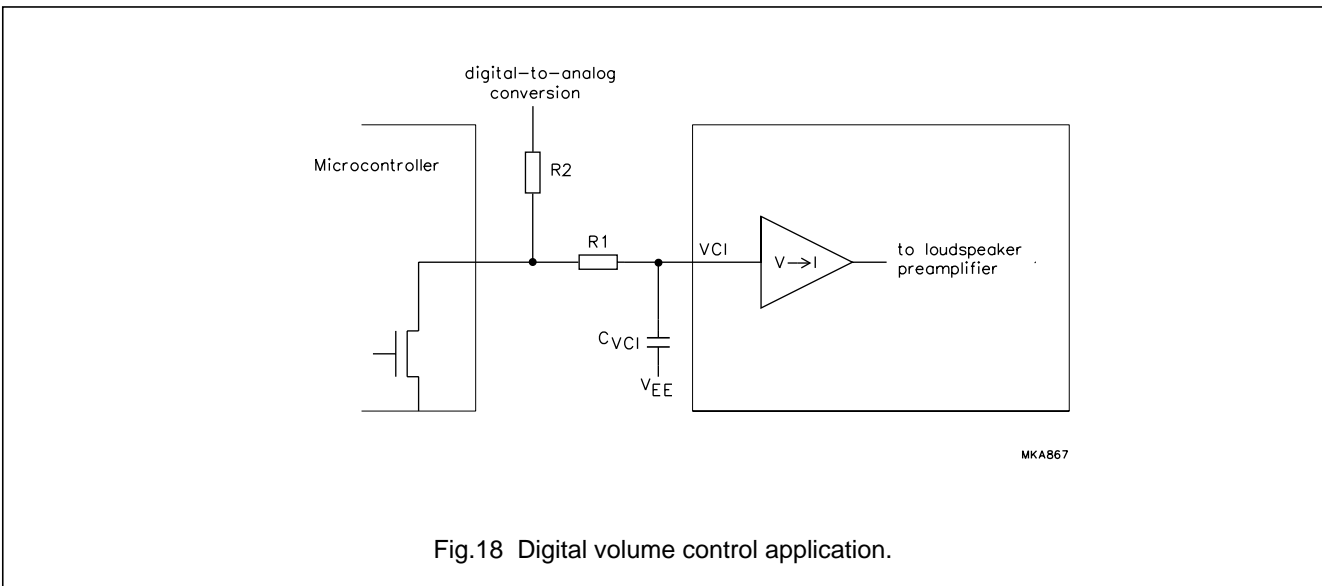 digital-to-analog
conversion
Microcontroller
R2
R1
VCI
V→I
to loudspeaker
preamplifier
CVCI
VEE
MKA867
Fig.18 Digital volume control application.